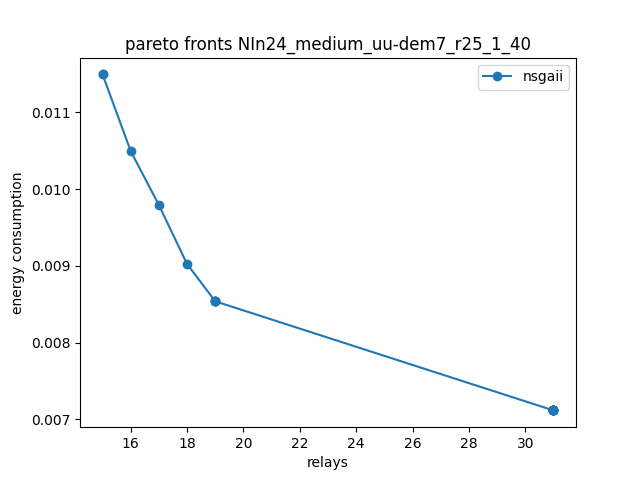 pareto fronts NIn24_medium_uu-dem7_r25_1_40
nsgaii
energy consumption
0.011
0.010
0.009
0.008
0.007
16 18 20 22 24 26 28 30
relays